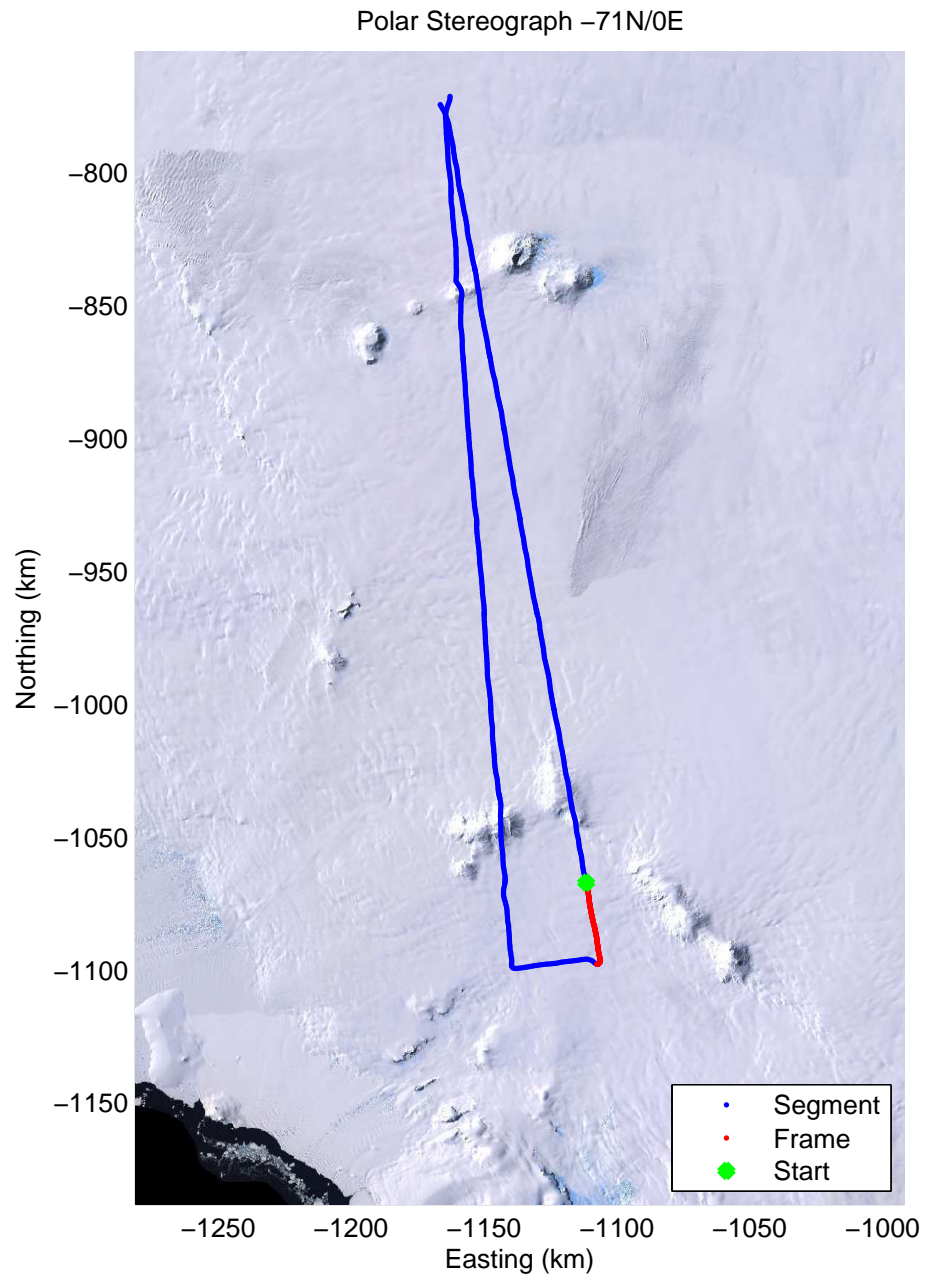 Polar Stereograph −71N/0E
−800
−850
−900
−950
−1000
−1050
−1100
−1150
Northing (km)
Segment
Frame
Start
−1250 −1200 −1150 −1100 −1050 −1000
Easting (km)